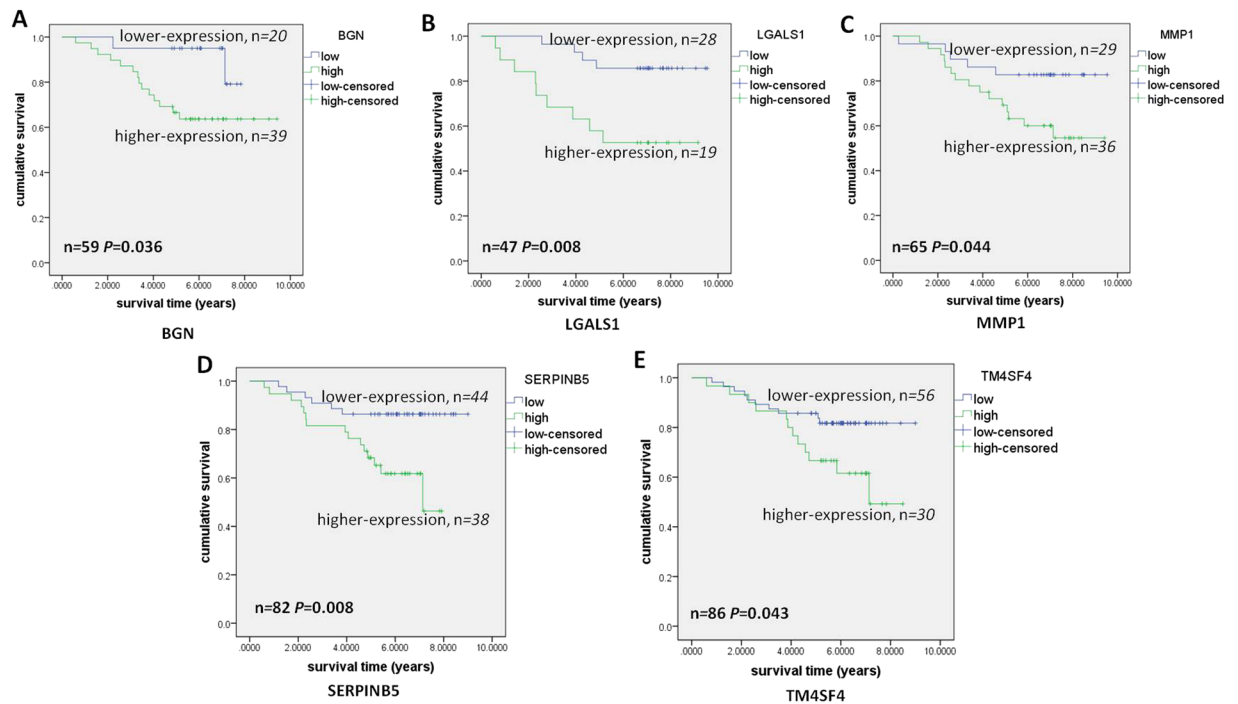 A
BGN
lower-expression, n=20
low
high
low-censored
high-censored
higher-expression, n=39
n=59 P=0.036
cumulative survival
1.0
0.8
0.6
0.4
0.2
0.0
.0000 2.0000 4.0000 6.0000 8.0000 10.0000
survival time (years)
BGN
B
LGALS1
lower-expression, n=28
low
high
low-censored
high-censored
higher-expression, n=19
n=47 P=0.008
cumulative survival
1.0
0.8
0.6
0.4
0.2
0.0
.0000 2.0000 4.0000 6.0000 8.0000 10.0000
survival time (years)
LGALS1
C
MMP1
lower-expression, n=29
low
high
low-censored
high-censored
higher-expression, n=36
n=65 P=0.044
cumulative survival
1.0
0.8
0.6
0.4
0.2
0.0
.0000 2.0000 4.0000 6.0000 8.0000 10.0000
survival time (years)
MMP1
D
SERPINB5
lower-expression, n=44
low
high
low-censored
high-censored
higher-expression, n=38
n=82 P=0.008
cumulative survival
1.0
0.8
0.6
0.4
0.2
0.0
.0000 2.0000 4.0000 6.0000 8.0000 10.0000
survival time (years)
SERPINB5
E
TM4SF4
lower-expression, n=56
low
high
low-censored
high-censored
higher-expression, n=30
n=86 P=0.043
cumulative survival
1.0
0.8
0.6
0.4
0.2
0.0
.0000 2.0000 4.0000 6.0000 8.0000 10.0000
survival time (years)
TM4SF4